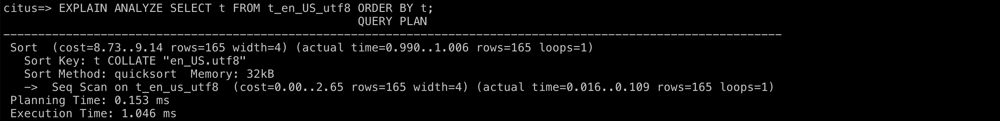 citus=> EXPLAIN ANALYZE SELECT t FROM t_en_US_utf8 ORDER BY t;
QUERY PLAN
----------------------------------------------------------------------------------------------------------------
Sort  (cost=8.73..9.14 rows=165 width=4) (actual time=0.990..1.006 rows=165 loops=1)
Sort Key: t COLLATE "en_US.utf8"
Sort Method: quicksort  Memory: 32kB
->  Seq Scan on t_en_us_utf8  (cost=0.00..2.65 rows=165 width=4) (actual time=0.016..0.109 rows=165 loops=1)
Planning Time: 0.153 ms
Execution Time: 1.046 ms